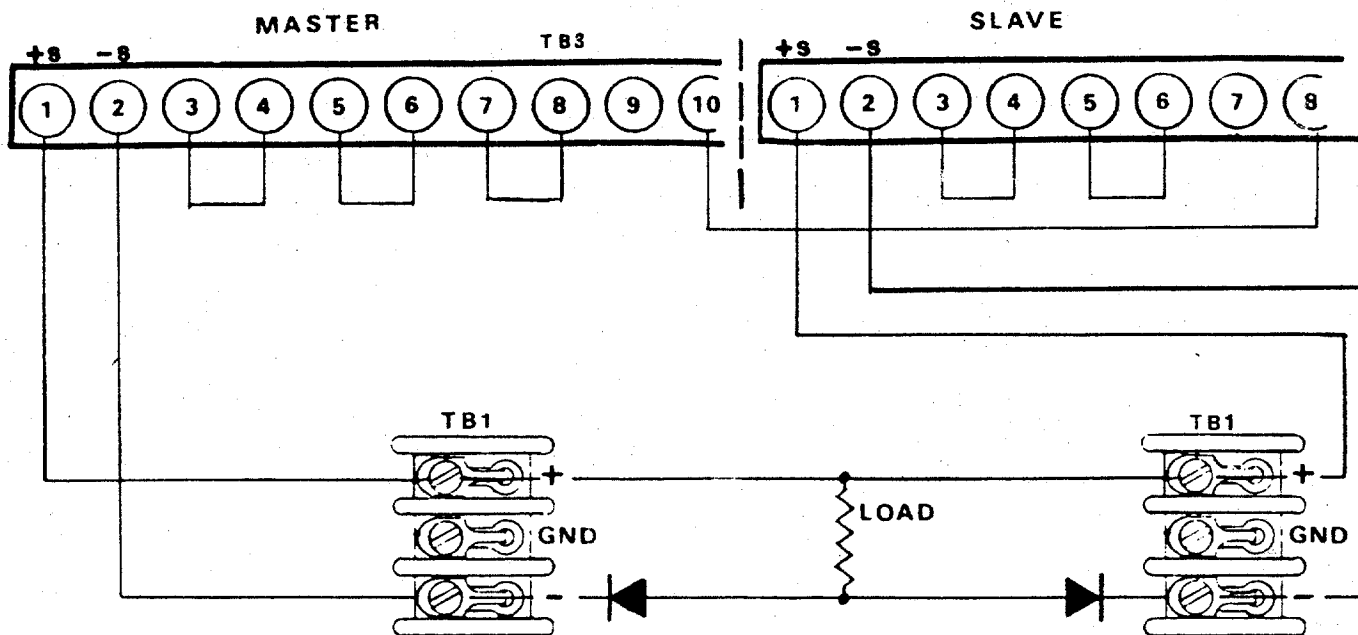 MASTER
SLAVE
+S -S TB3
+S -S
1 2 3 4 5 6 7 8 9 10
1 2 3 4 5 6 7 8
TB1
TB1
+
+
LOAD
GND
GND
-
-